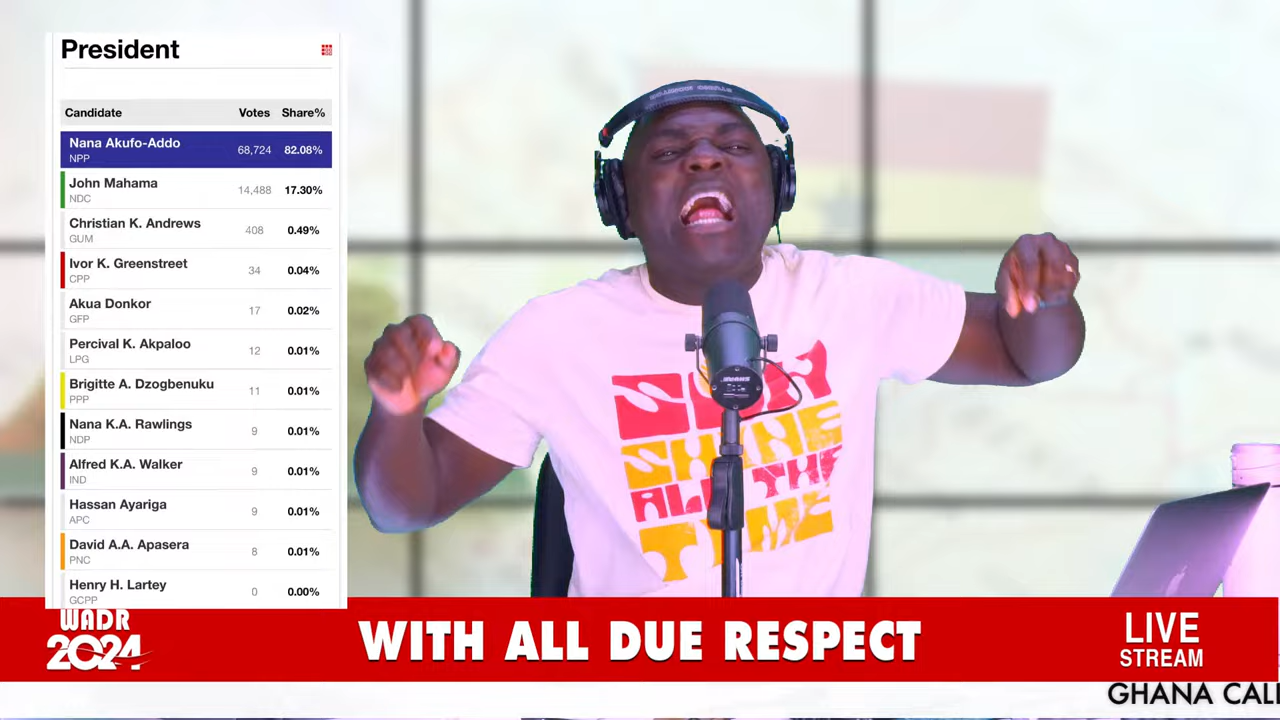 President
Candidate Votes Share%
Nana Akufo-Addo
NPP 68,724 82.08%
John Mahama
NDC 14,488 17.30%
Christian K. Andrews
GUM 408 0.49%
Ivor K. Greenstreet
CPP 34 0.04%
Akua Donkor
GFP 17 0.02%
Percival K. Akpaloo
LPG 12 0.01%
Brigitte A. Dzogbenuku
PPP 11 0.01%
Nana K.A. Rawlings
NDP 9 0.01%
Alfred K.A. Walker
IND 9 0.01%
Hassan Ayariga
APC 9 0.01%
David A.A. Apasera
PNC 8 0.01%
Henry H. Lartey
GCPP 0 0.00%
SHINE
ALL THE
TIME
SHURE
WADR
2024
WITH ALL DUE RESPECT
LIVE
STREAM
GHANA